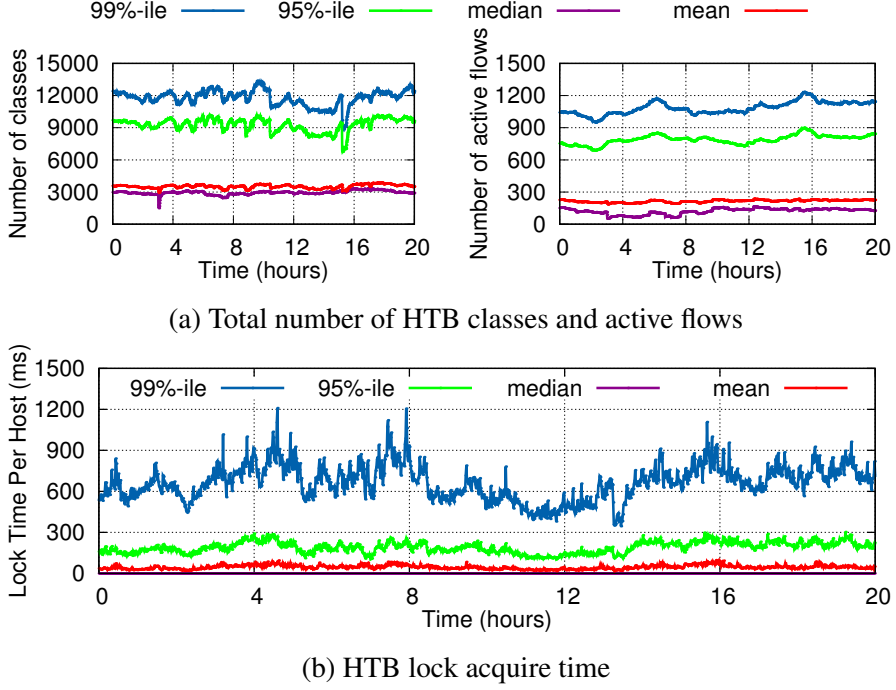 99%-ile 95%-ile median mean
Number of classes
15000
12000
9000
6000
3000
0
0 4 8 12 16 20
Time (hours)
Number of active flows
1500
1200
900
600
300
0
0 4 8 12 16 20
Time (hours)
(a) Total number of HTB classes and active flows
Lock Time Per Host (ms)
1500
1200
900
600
300
0
99%-ile 95%-ile median mean
0 4 8 12 16 20
Time (hours)
(b) HTB lock acquire time